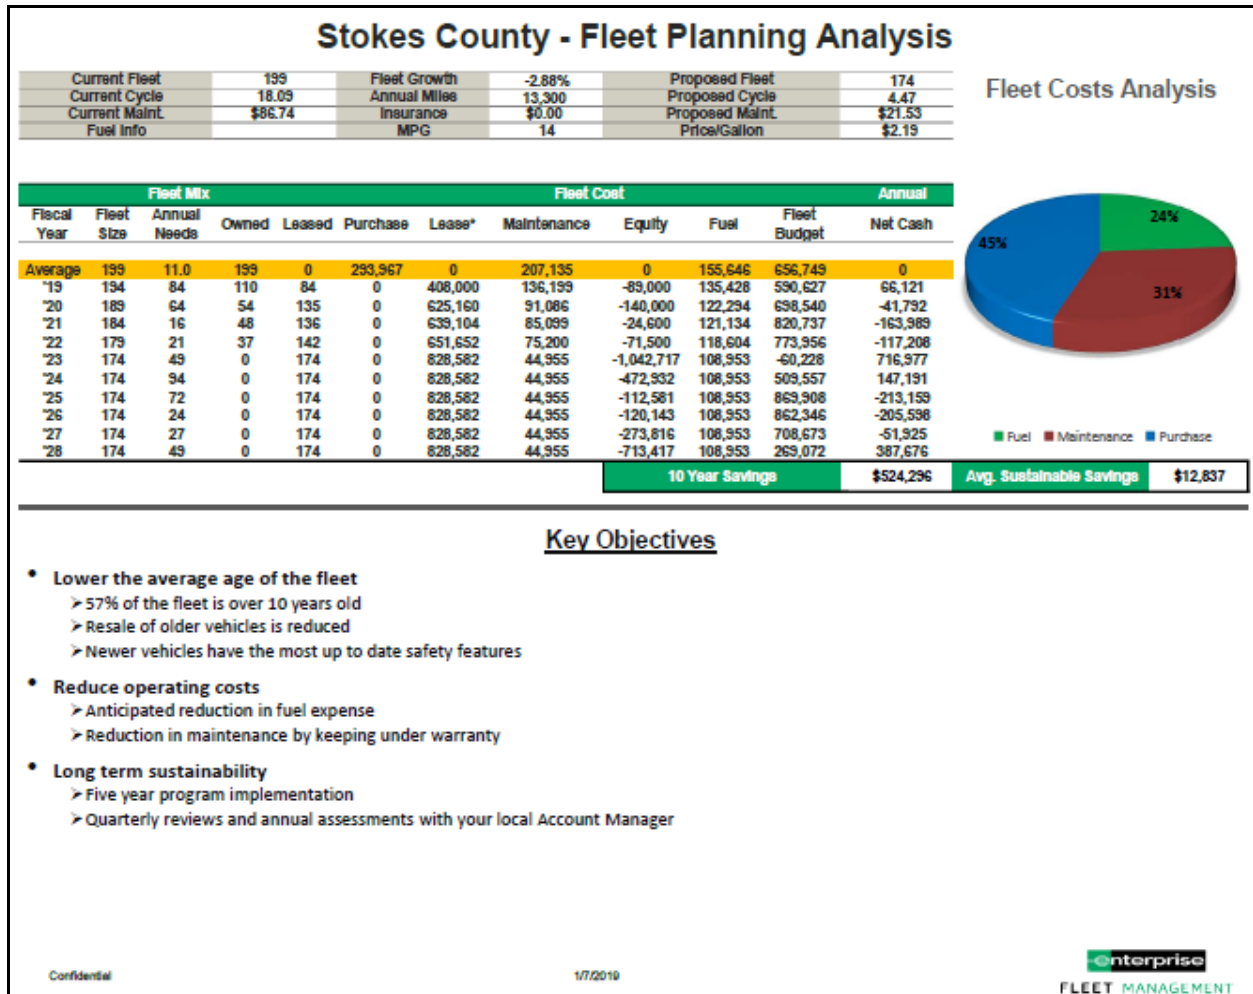 Stokes County - Fleet Planning Analysis
Current Fleet 199 Fleet Growth -2.88% Proposed Fleet 174
Current Cycle 18.09 Annual Miles 13,300 Proposed Cycle 4.47
Current Maint. $86.74 Insurance $0.00 Proposed Maint. $21.53
Fuel Info MPG 14 Price/Gallon $2.19
Fleet Costs Analysis
Fleet Mix Fleet Cost Annual
Fiscal Year Fleet Size Annual Needs Owned Leased Purchase Lease* Maintenance Equity Fuel Fleet Budget Net Cash
Average 199 11.0 199 0 293,967 0 207,135 0 155,646 656,749 0
'19 194 84 110 84 0 408,000 136,199 -89,000 135,428 590,627 66,121
'20 189 64 54 135 0 625,160 91,086 -140,000 122,294 698,540 -41,792
'21 184 16 48 136 0 639,104 85,099 -24,600 121,134 820,737 -163,989
'22 179 21 37 142 0 651,652 75,200 -71,500 118,604 773,956 -117,208
'23 174 49 0 174 0 828,582 44,955 -1,042,717 108,953 -60,228 716,977
'24 174 94 0 174 0 828,582 44,955 -472,932 108,953 509,557 147,191
'25 174 72 0 174 0 828,582 44,955 -112,581 108,953 869,908 -213,159
'26 174 24 0 174 0 828,582 44,955 -120,143 108,953 862,346 -205,598
'27 174 27 0 174 0 828,582 44,955 -273,816 108,953 708,673 -51,925
'28 174 49 0 174 0 828,582 44,955 -713,417 108,953 269,072 387,676
10 Year Savings $524,296 Avg. Sustainable Savings $12,837
24%
45%
31%
Fuel Maintenance Purchase
Key Objectives
• Lower the average age of the fleet
➢ 57% of the fleet is over 10 years old
➢ Resale of older vehicles is reduced
➢ Newer vehicles have the most up to date safety features
• Reduce operating costs
➢ Anticipated reduction in fuel expense
➢ Reduction in maintenance by keeping under warranty
• Long term sustainability
➢ Five year program implementation
➢ Quarterly reviews and annual assessments with your local Account Manager
Confidential 1/7/2019
enterprise
FLEET MANAGEMENT